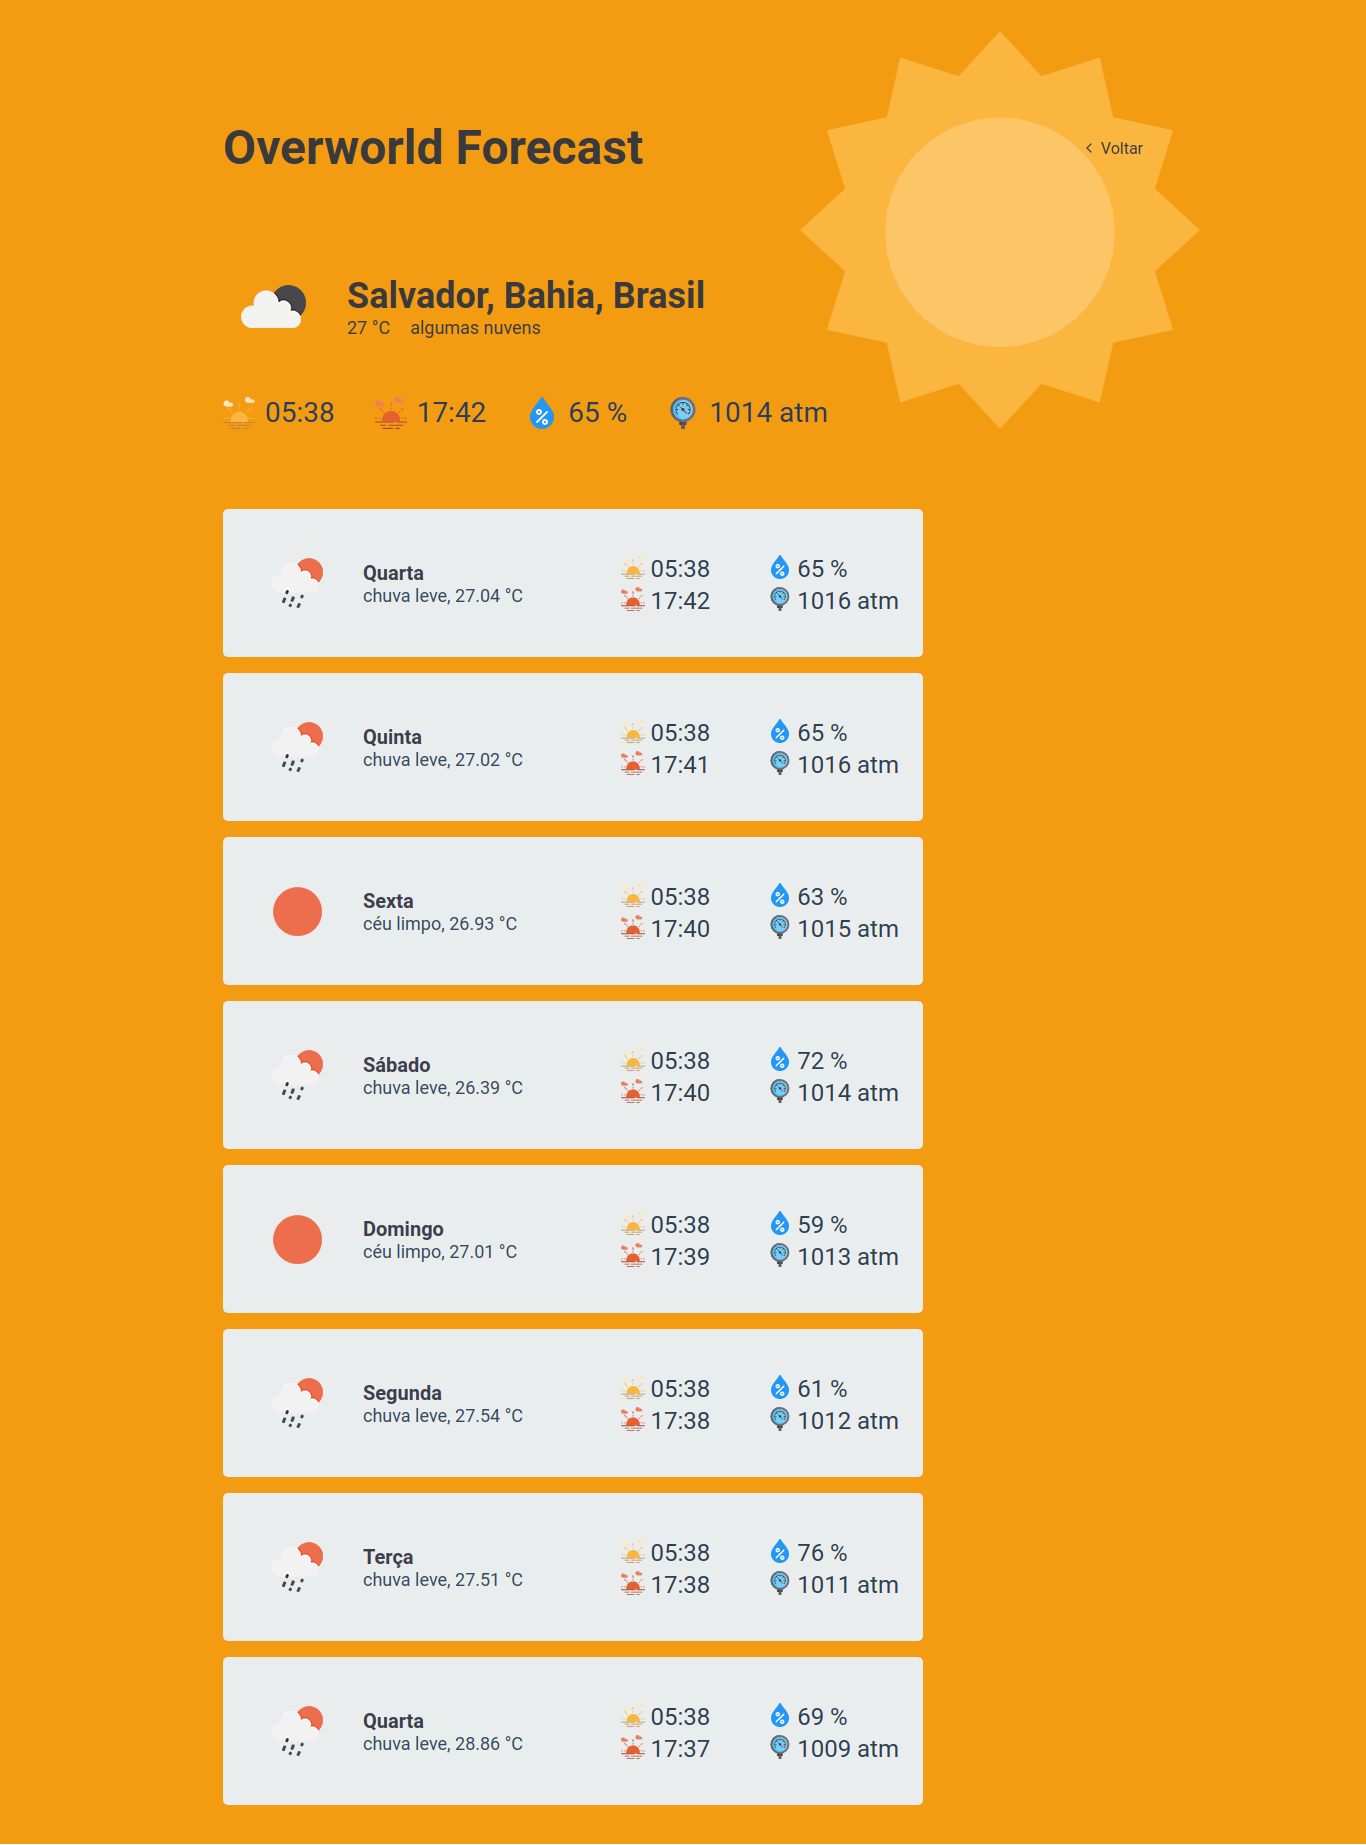 Overworld Forecast
Voltar
Salvador, Bahia, Brasil
27 °C algumas nuvens
05:38 17:42 65 % 1014 atm
Quarta
chuva leve, 27.04 °C
05:38
17:42
65 %
1016 atm
Quinta
chuva leve, 27.02 °C
05:38
17:41
65 %
1016 atm
Sexta
céu limpo, 26.93 °C
05:38
17:40
63 %
1015 atm
Sábado
chuva leve, 26.39 °C
05:38
17:40
72 %
1014 atm
Domingo
céu limpo, 27.01 °C
05:38
17:39
59 %
1013 atm
Segunda
chuva leve, 27.54 °C
05:38
17:38
61 %
1012 atm
Terça
chuva leve, 27.51 °C
05:38
17:38
76 %
1011 atm
Quarta
chuva leve, 28.86 °C
05:38
17:37
69 %
1009 atm